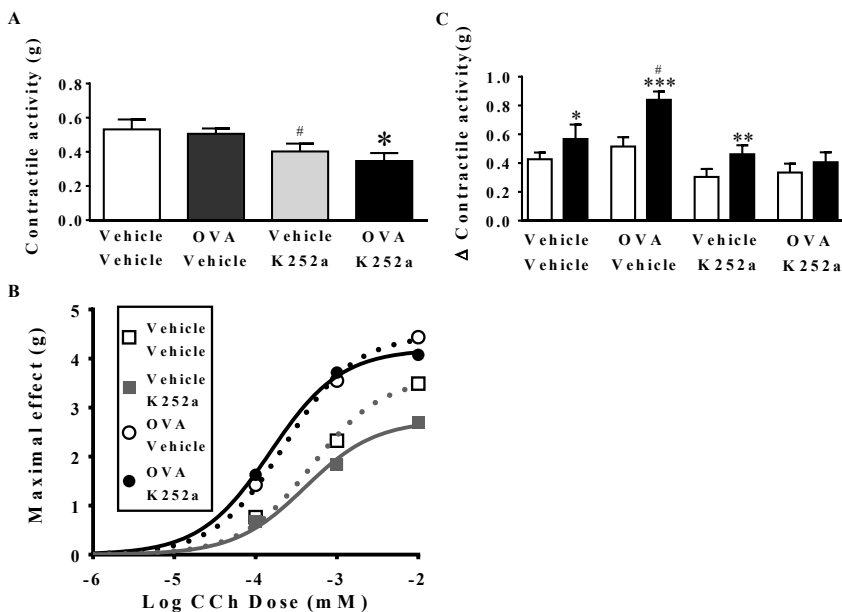 A
Contractile activity (g)
0.8
0.6
0.4
0.2
0.0
#
*
Vehicle OVA Vehicle OVA
Vehicle Vehicle K252a K252a
C
Δ Contractile activity(g)
1.0
0.8
0.6
0.4
0.2
0.0
*
#
***
**
Vehicle OVA Vehicle OVA
Vehicle Vehicle K252a K252a
B
Maximal effect (g)
5
4
3
2
1
0
Vehicle
Vehicle
Vehicle
K252a
OVA
Vehicle
OVA
K252a
-6 -5 -4 -3 -2
Log CCh Dose (mM)